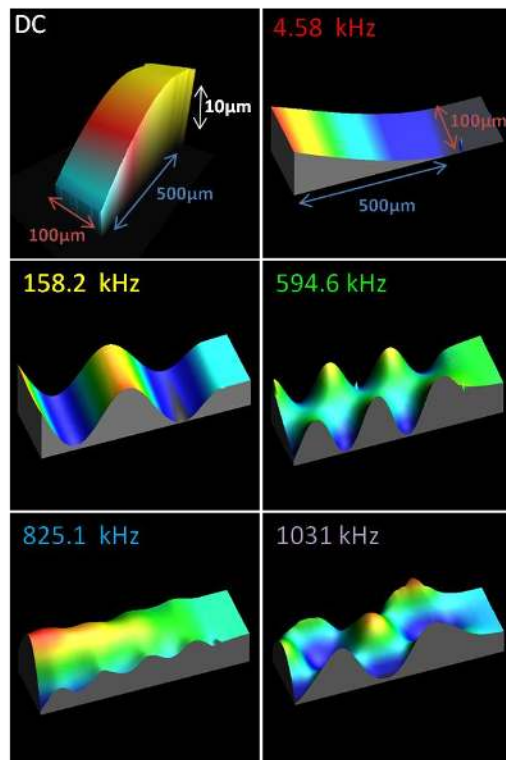 DC
10µm
500µm
100µm
4.58 kHz
100µm
500µm
158.2 kHz
594.6 kHz
825.1 kHz
1031 kHz